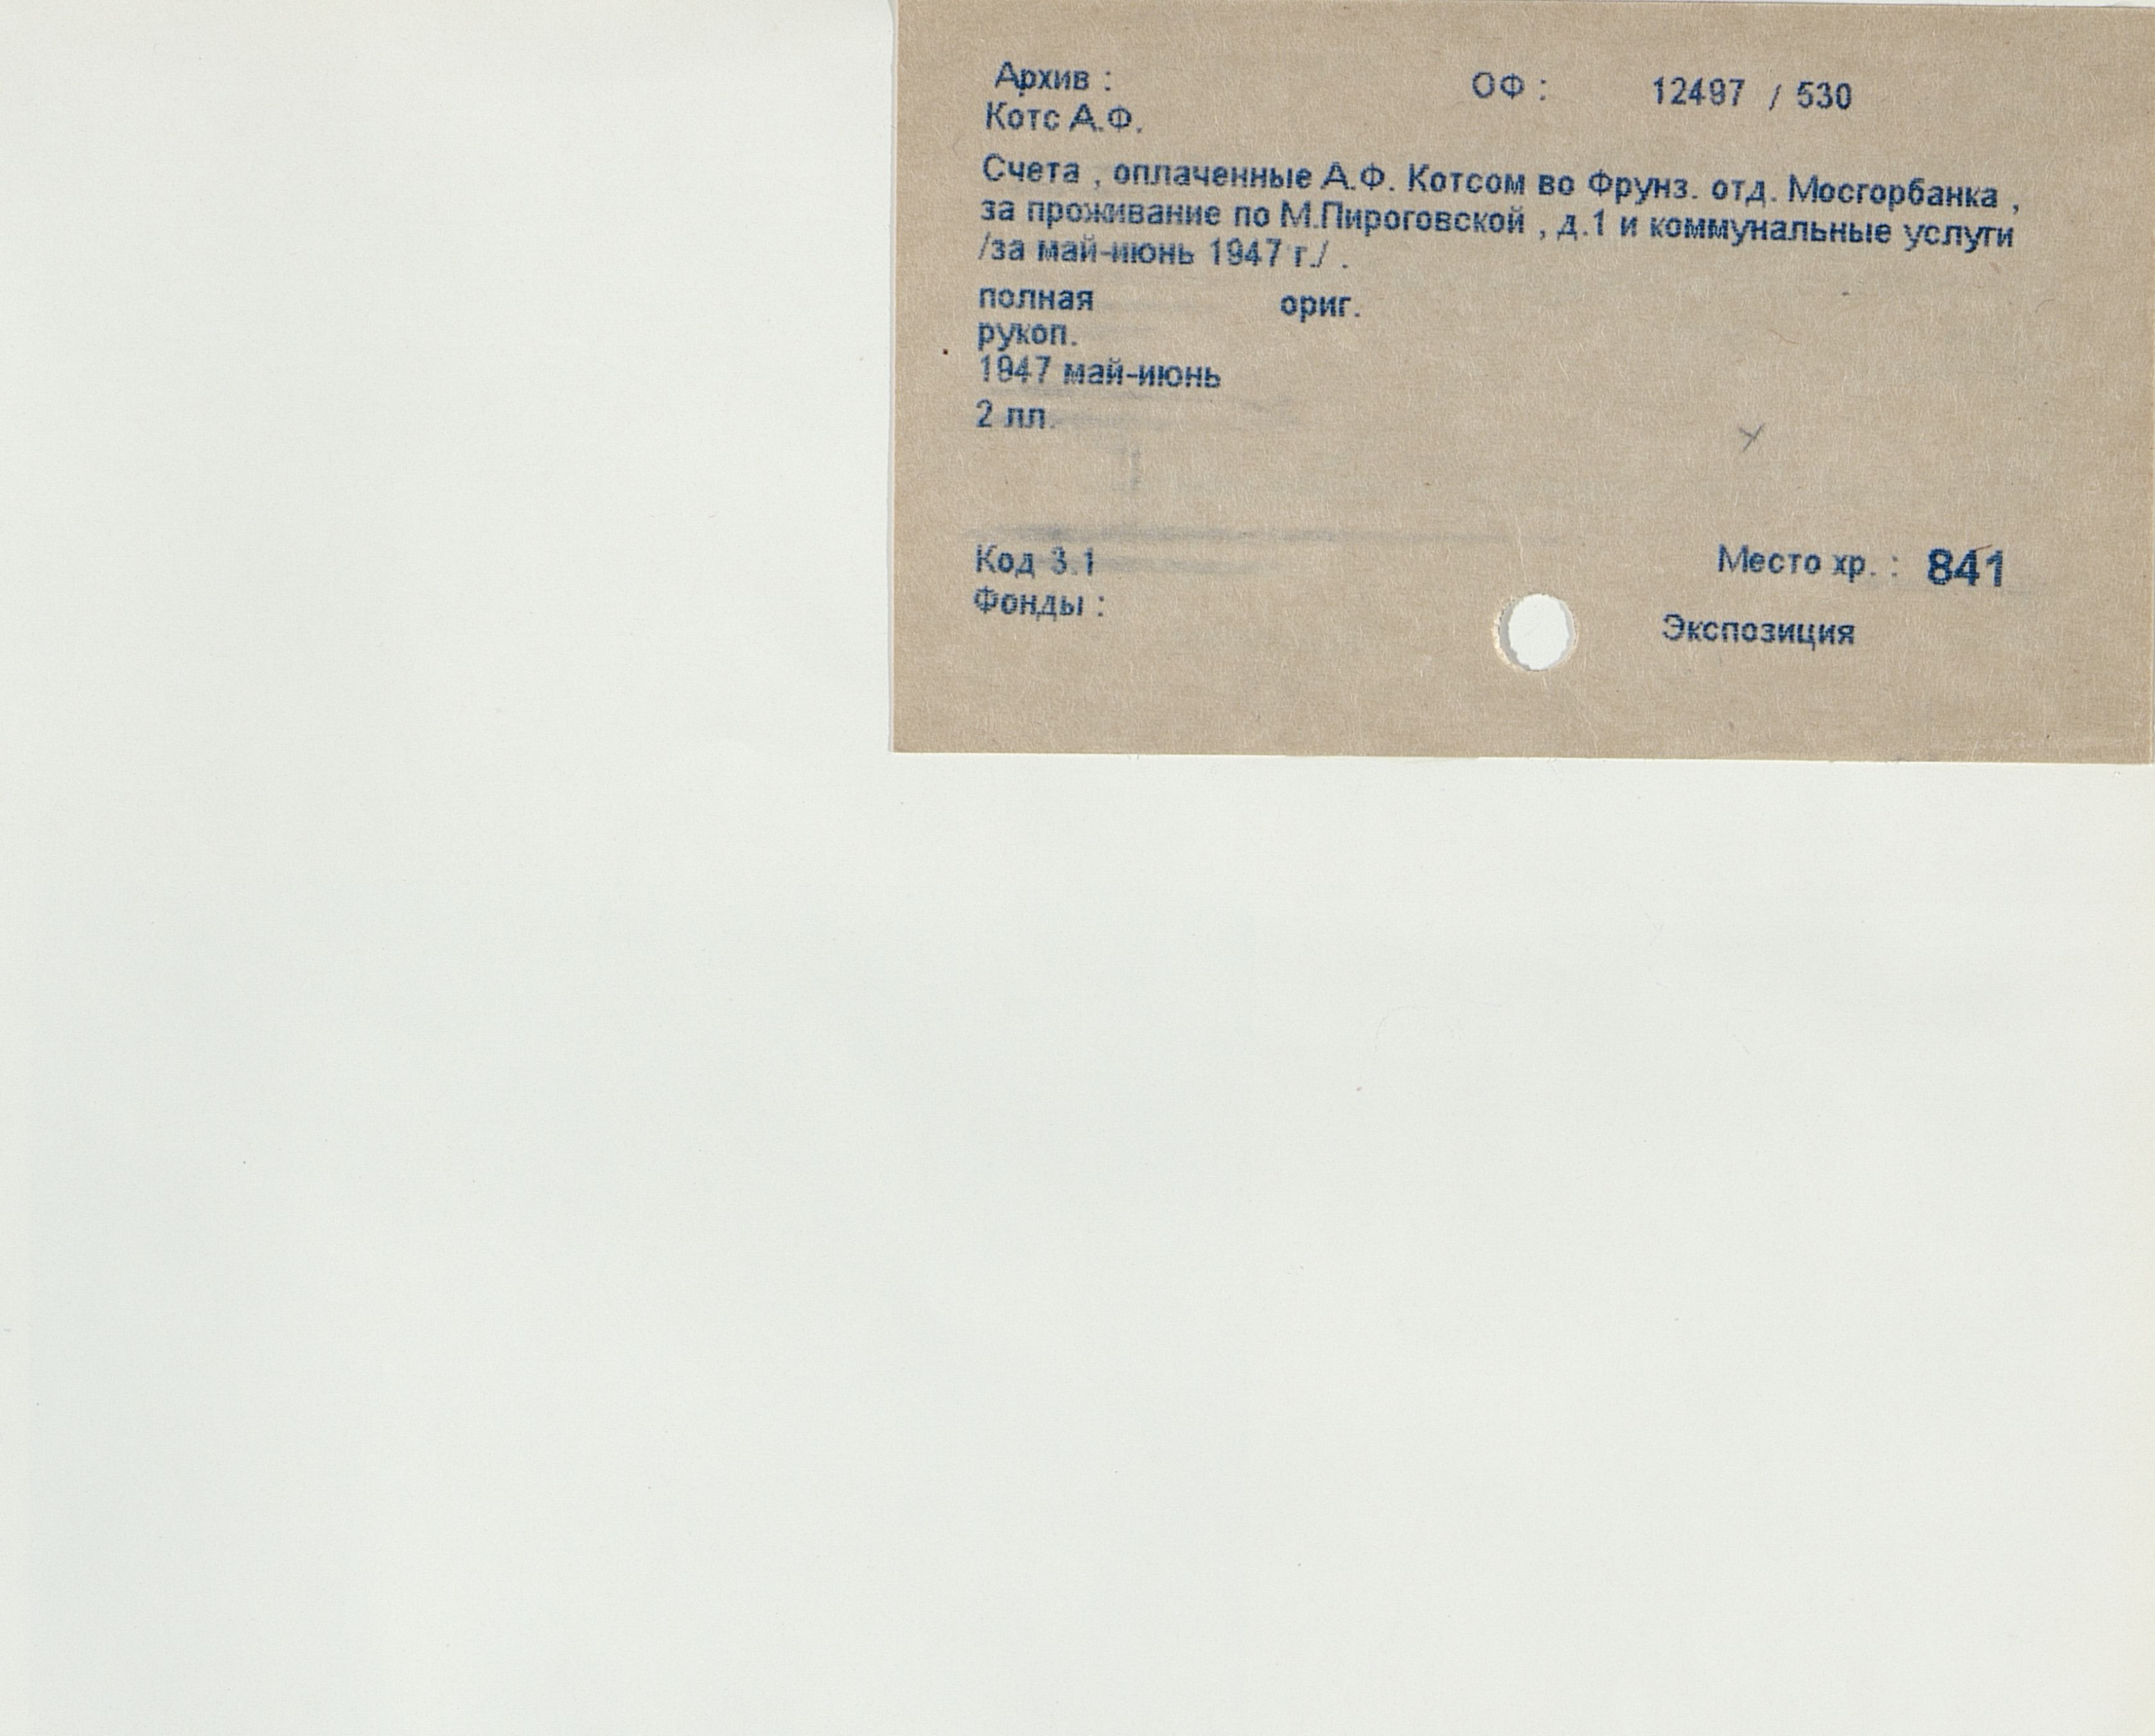 Архив : ОФ : 12497 / 530
Котс А.Ф.
Счета , оплаченные А.Ф. Котсом во Фрунз. отд. Мосгорбанка ,
за проживание по М.Пироговской , д.1 и коммунальные услуги
/за май-июнь 1947 г./ .
полная ориг.
рукоп.
1947 май-июнь
2 лл.
Код 3.1 Место хр. : 841
Фонды :
Экспозиция